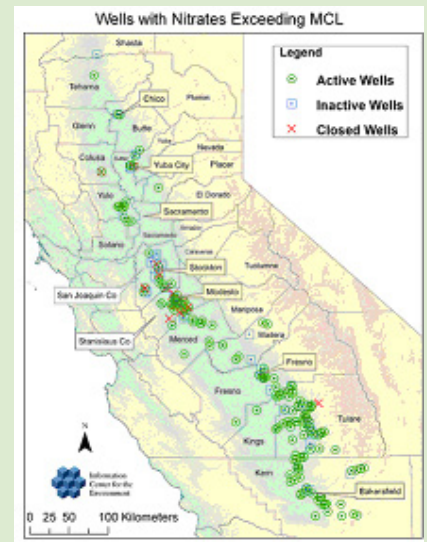 Wells with Nitrates Exceeding MCL
Legend
Active Wells
Inactive Wells
Closed Wells
Shasta
Tehama
Plumas
Chico
Glenn
Butte
Nevada
Colusa
Yuba City
Placer
Yolo
El Dorado
Sacramento
Solano
Sacramento
Stockton
Tuolumne
San Joaquin Co
Modesto
Mariposa
Stanislaus Co
Madera
Merced
Fresno
Fresno
Tulare
Kings
N
Kern
Information
Center for the
Environment
Bakersfield
0 25 50 100 Kilometers